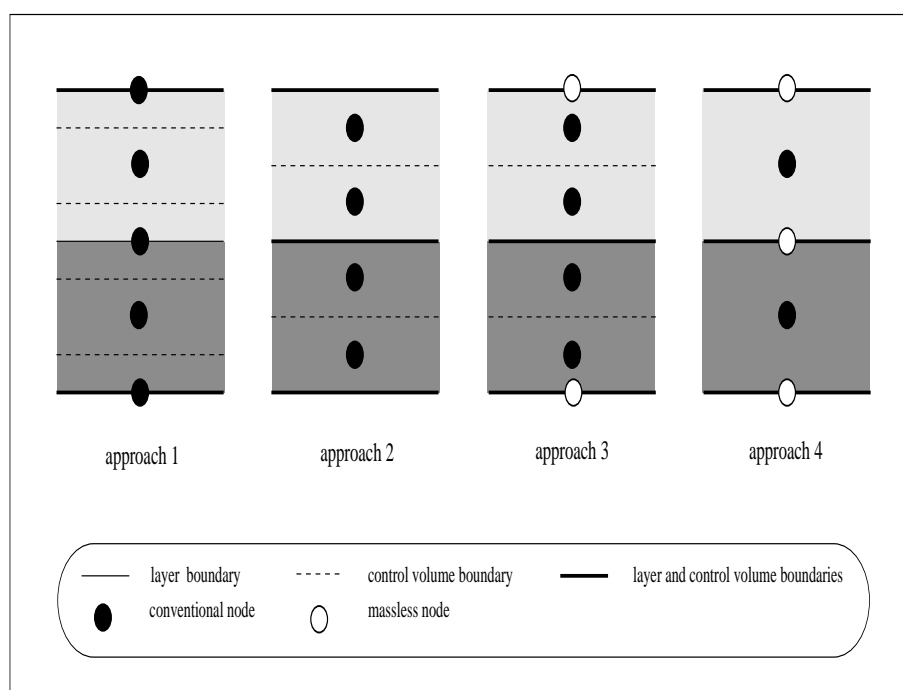 approach 1
approach 2
approach 3
approach 4
layer boundary
control volume boundary
layer and control volume boundaries
conventional node
massless node